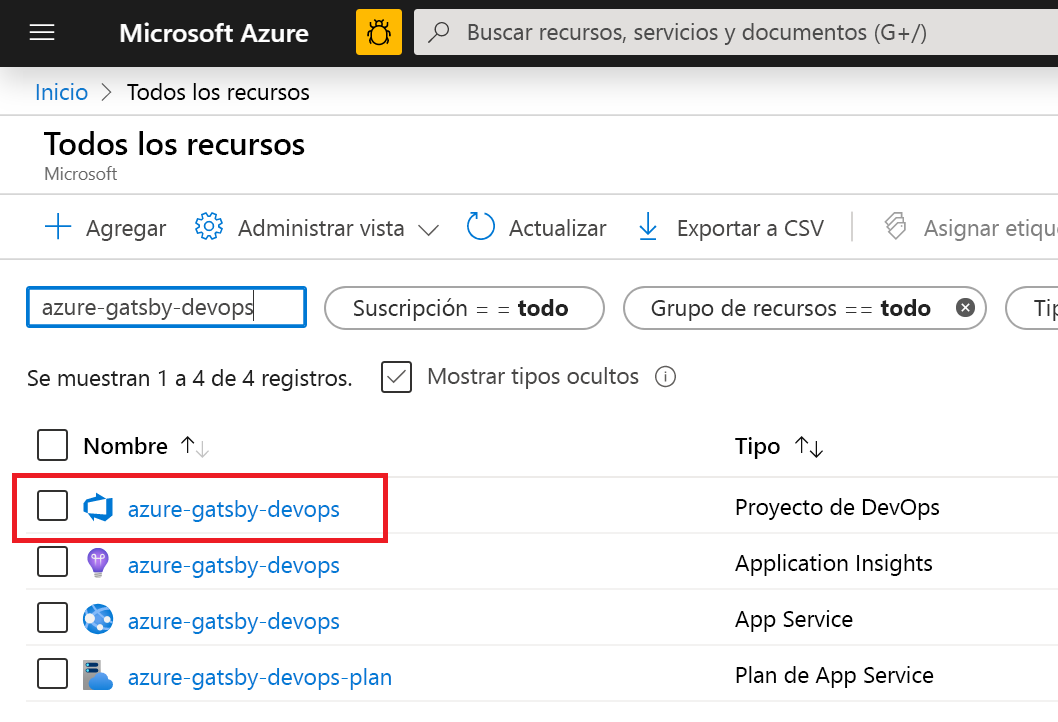 Microsoft Azure Buscar recursos, servicios y documentos (G+/)
Inicio > Todos los recursos
Todos los recursos
Microsoft
Agregar Administrar vista Actualizar Exportar a CSV Asignar etiqu
azure-gatsby-devops Suscripción = = todo Grupo de recursos == todo Tip
Se muestran 1 a 4 de 4 registros. Mostrar tipos ocultos
Nombre Tipo
azure-gatsby-devops Proyecto de DevOps
azure-gatsby-devops Application Insights
azure-gatsby-devops App Service
azure-gatsby-devops-plan Plan de App Service